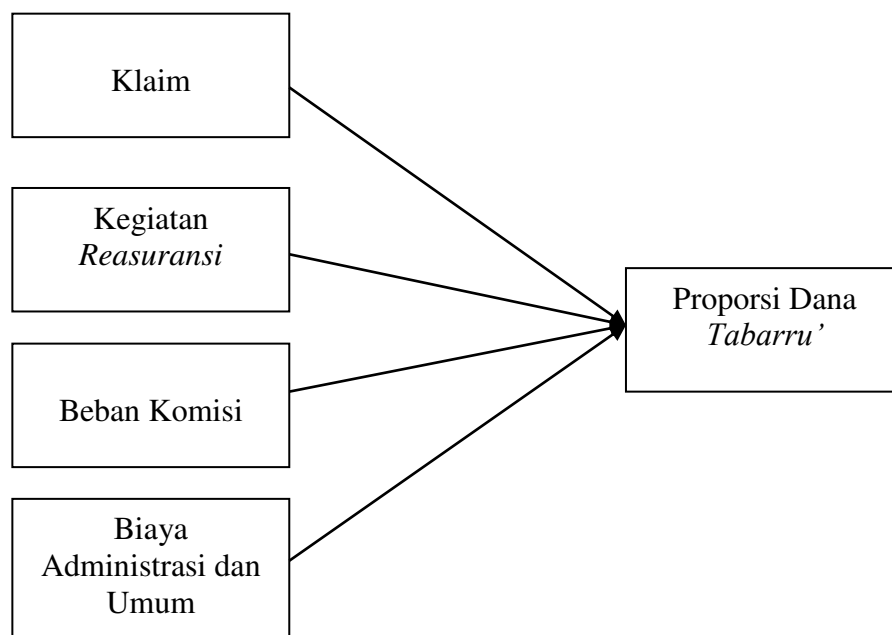 Klaim
Kegiatan
Reasuransi
Beban Komisi
Biaya
Administrasi dan
Umum
Proporsi Dana
Tabarru’